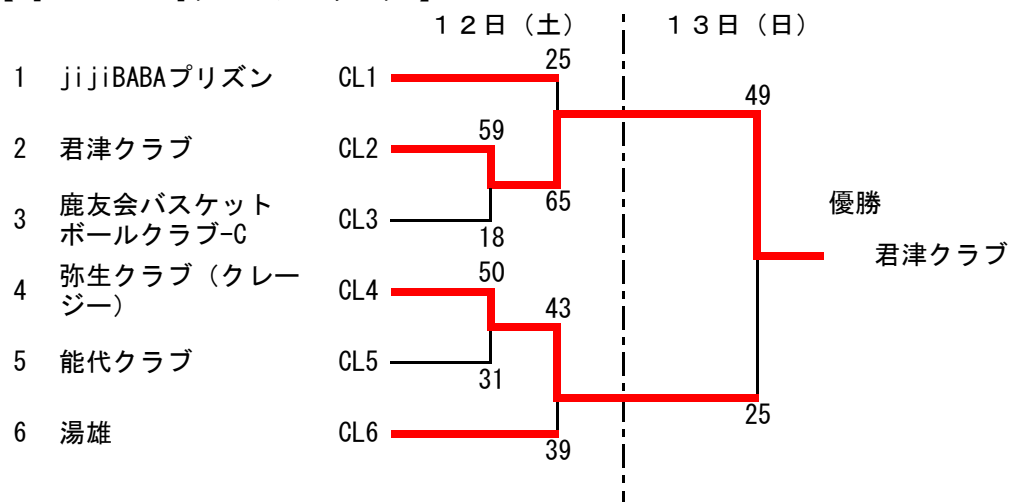 12日（土）
13日（日）
25
1 jijiBABAプリズン CL1
49
59
2 君津クラブ CL2
65
優勝
3 鹿友会バスケット
ボールクラブ-C CL3
18
君津クラブ
4 弥生クラブ（クレー
ジー） CL4
50
43
5 能代クラブ CL5
31
25
6 湯雄 CL6
39